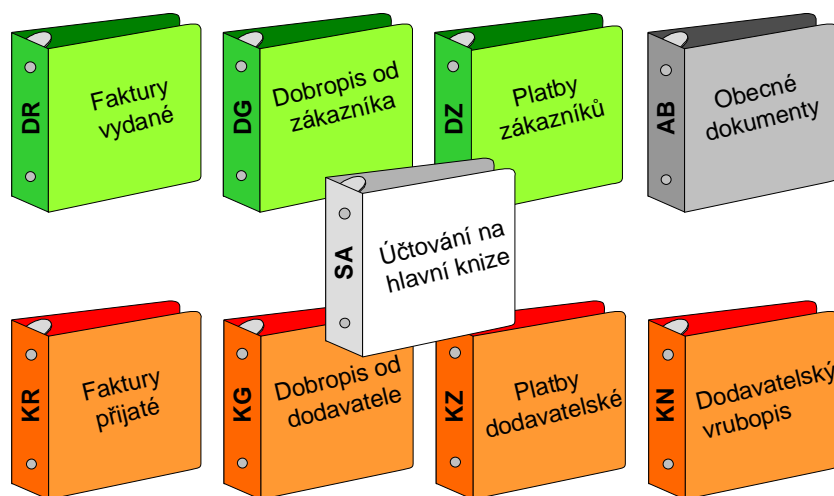 DR
Faktury
vydané
DG
Dobropis od
zákazníka
DZ
Platby
zákazníků
AB
Obecné
dokumenty
SA
Účtování na
hlavní knize
KR
Faktury
přijaté
KG
Dobropis od
dodavatele
KZ
Platby
dodavatelské
KN
Dodavatelský
vrubopis